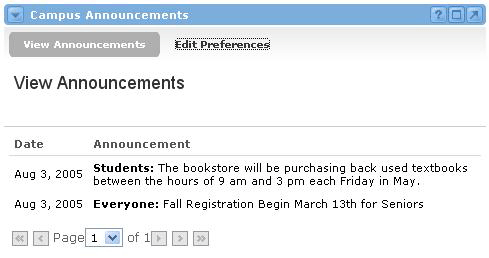 Campus Announcements
View Announcements Edit Preferences
View Announcements
Date Announcement
Aug 3, 2005 Students: The bookstore will be purchasing back used textbooks
between the hours of 9 am and 3 pm each Friday in May.
Aug 3, 2005 Everyone: Fall Registration Begin March 13th for Seniors
Page 1 of 1